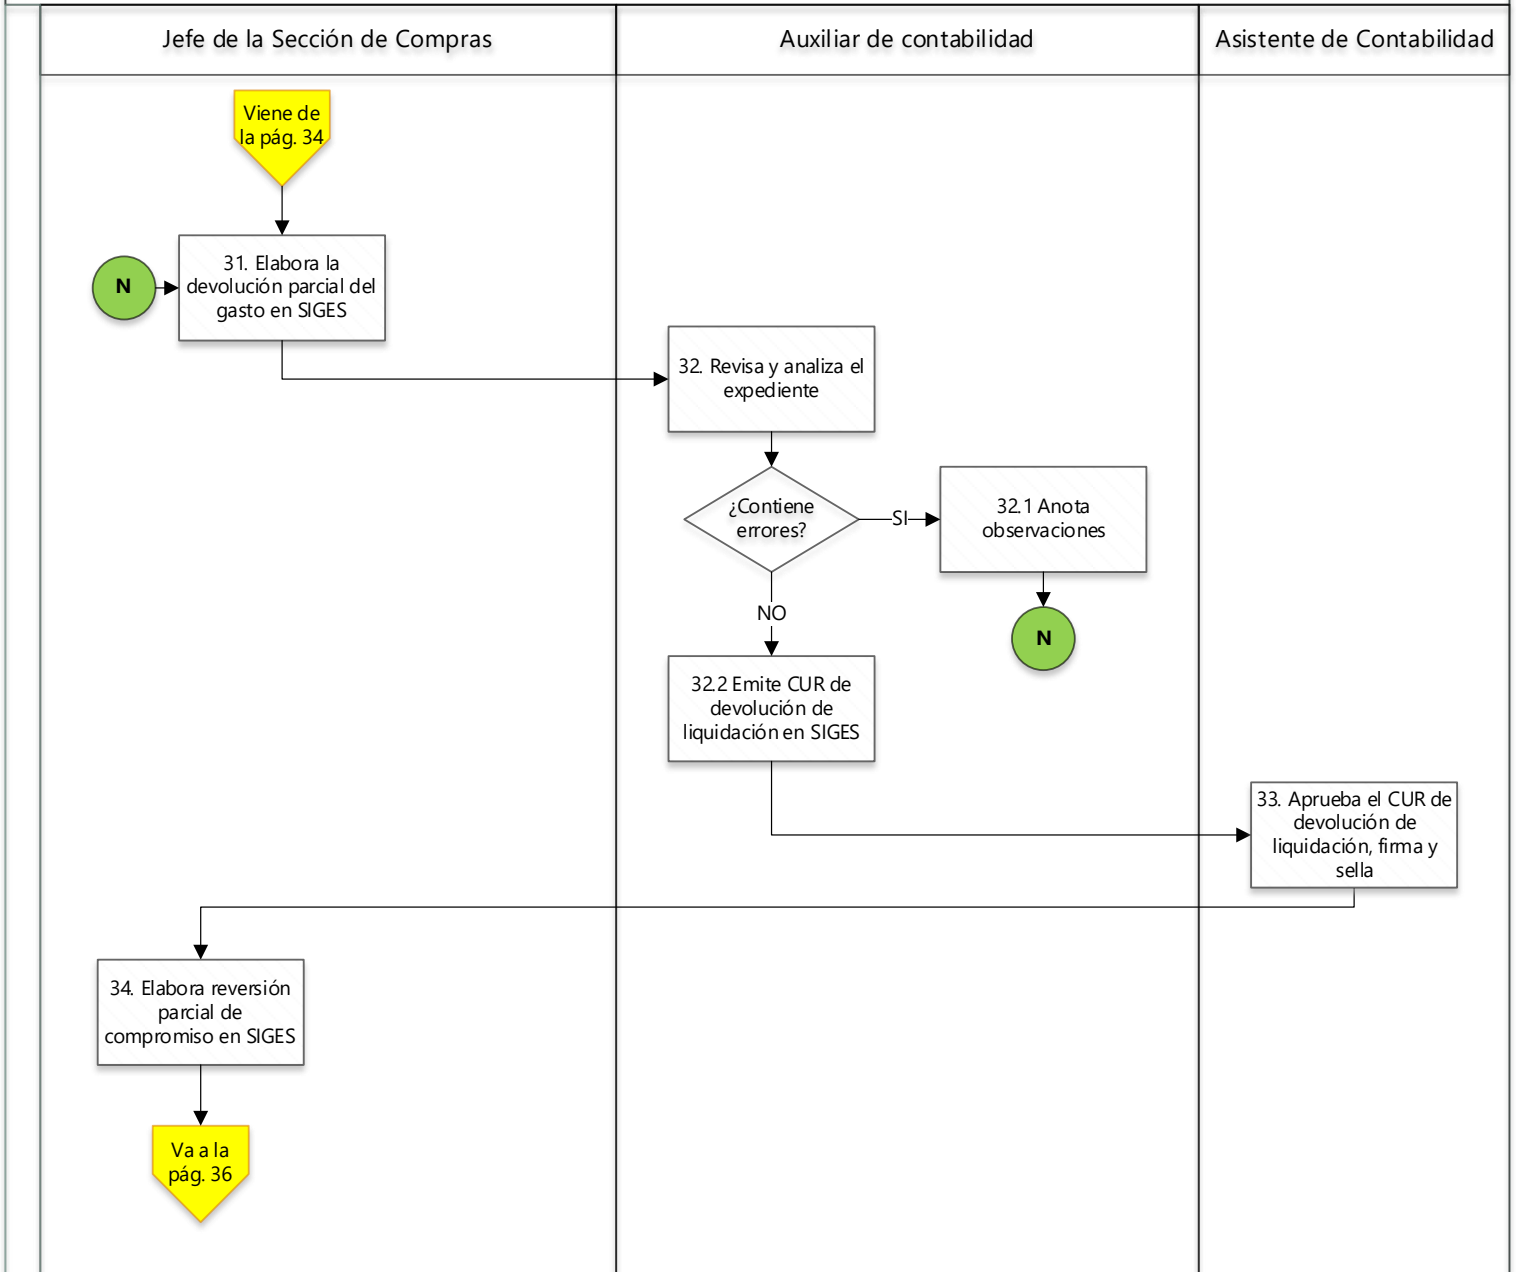 Jefe de la Sección de Compras
Auxiliar de contabilidad
Asistente de Contabilidad
Viene de
la pág. 34
N
31. Elabora la
devolución parcial del
gasto en SIGES
32. Revisa y analiza el
expediente
¿Contiene
errores?
SI
32.1 Anota
observaciones
N
NO
32.2 Emite CUR de
devolución de
liquidación en SIGES
33. Aprueba el CUR de
devolución de
liquidación, firma y
sella
34. Elabora reversión
parcial de
compromiso en SIGES
Va a la
pág. 36